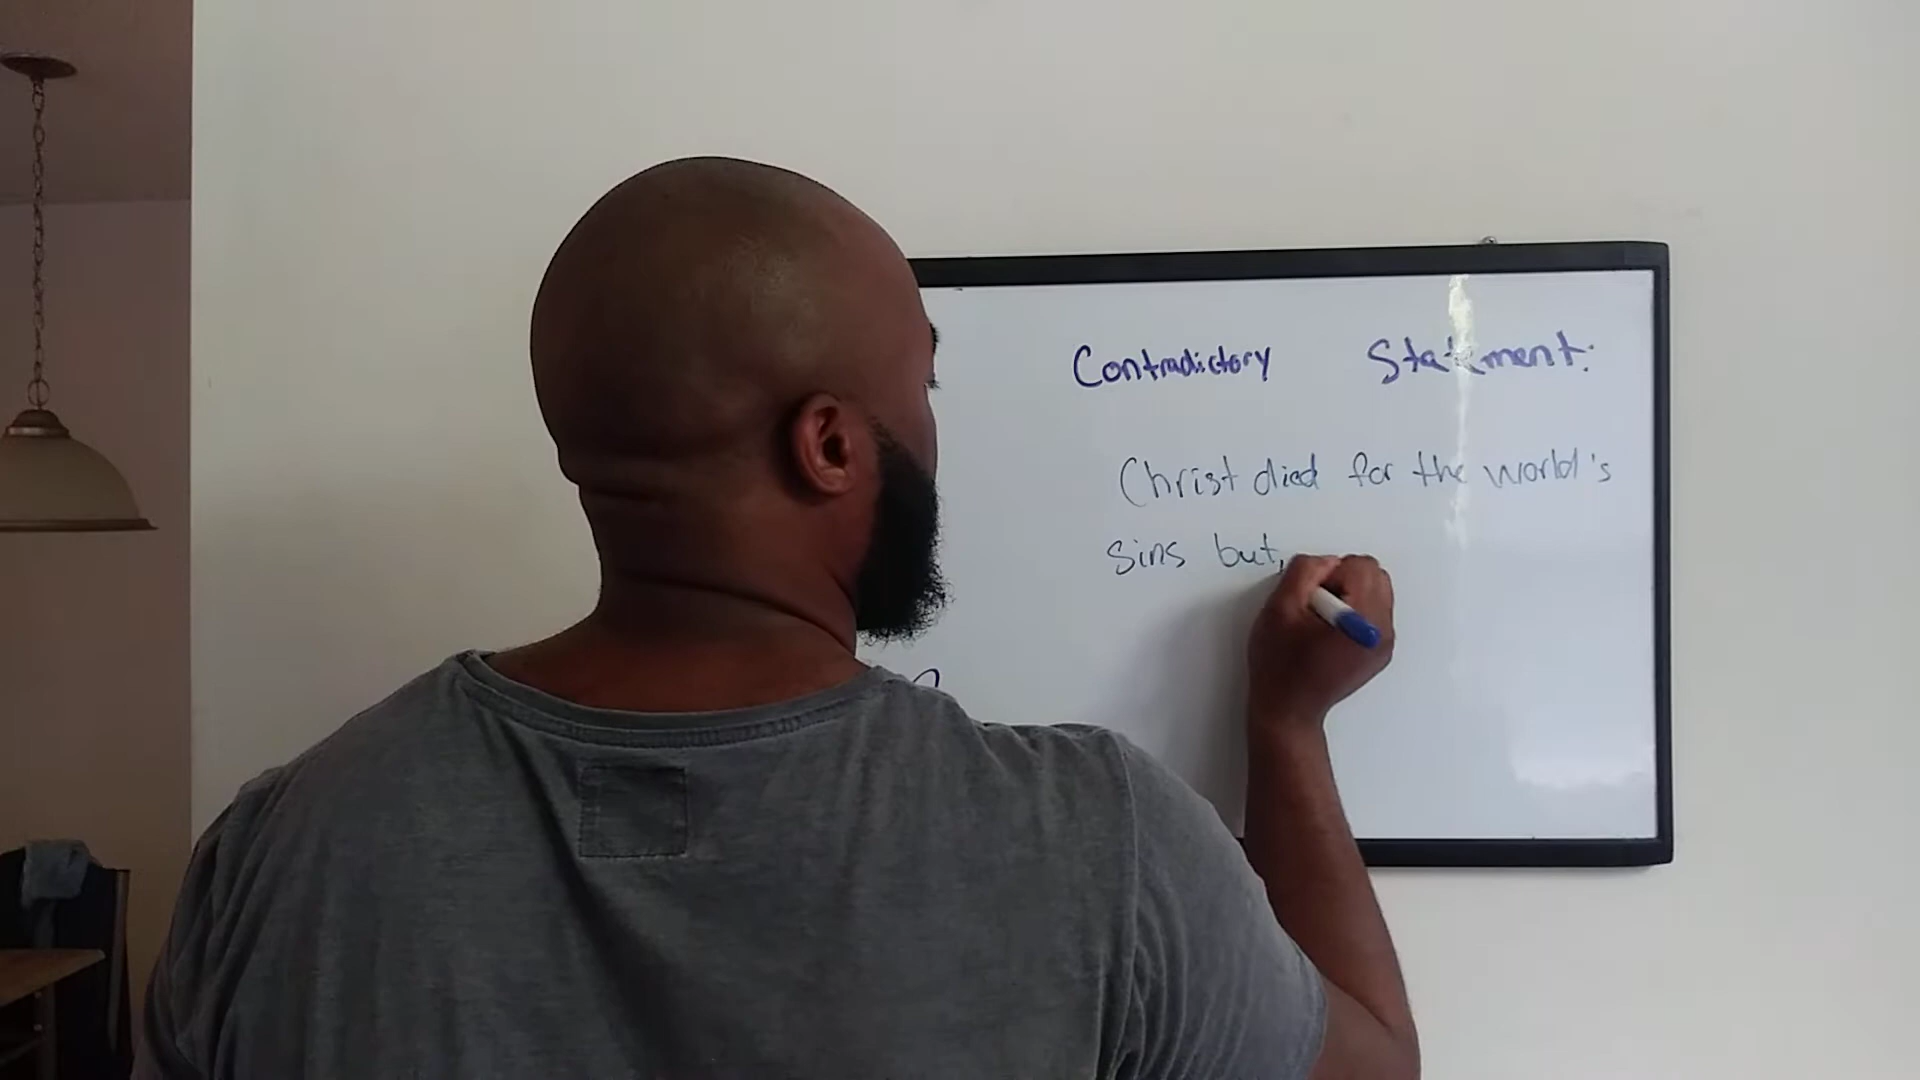 Contradictory Statement:
Christ died for the world's
sins but,